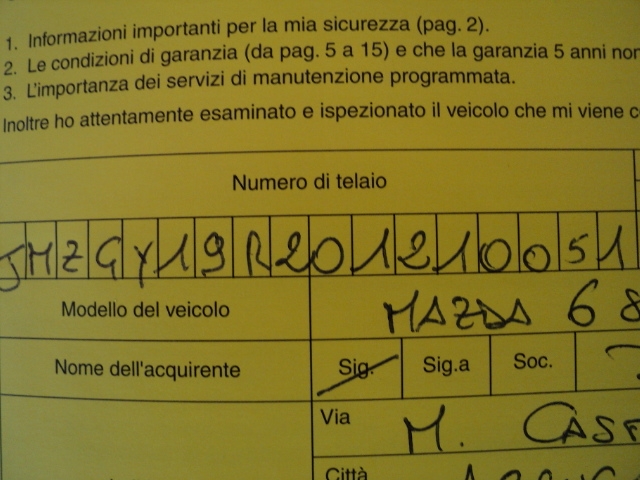 1. Informazioni importanti per la mia sicurezza (pag. 2).
2. Le condizioni di garanzia (da pag. 5 a 15) e che la garanzia 5 anni non
3. L'importanza dei servizi di manutenzione programmata.
Inoltre ho attentamente esaminato e ispezionato il veicolo che mi viene
Numero di telaio
JMZGY19R201210051
Modello del veicolo MAZDA 6
Nome dell'acquirente Sig. Sig.a Soc.
Via M.
Città